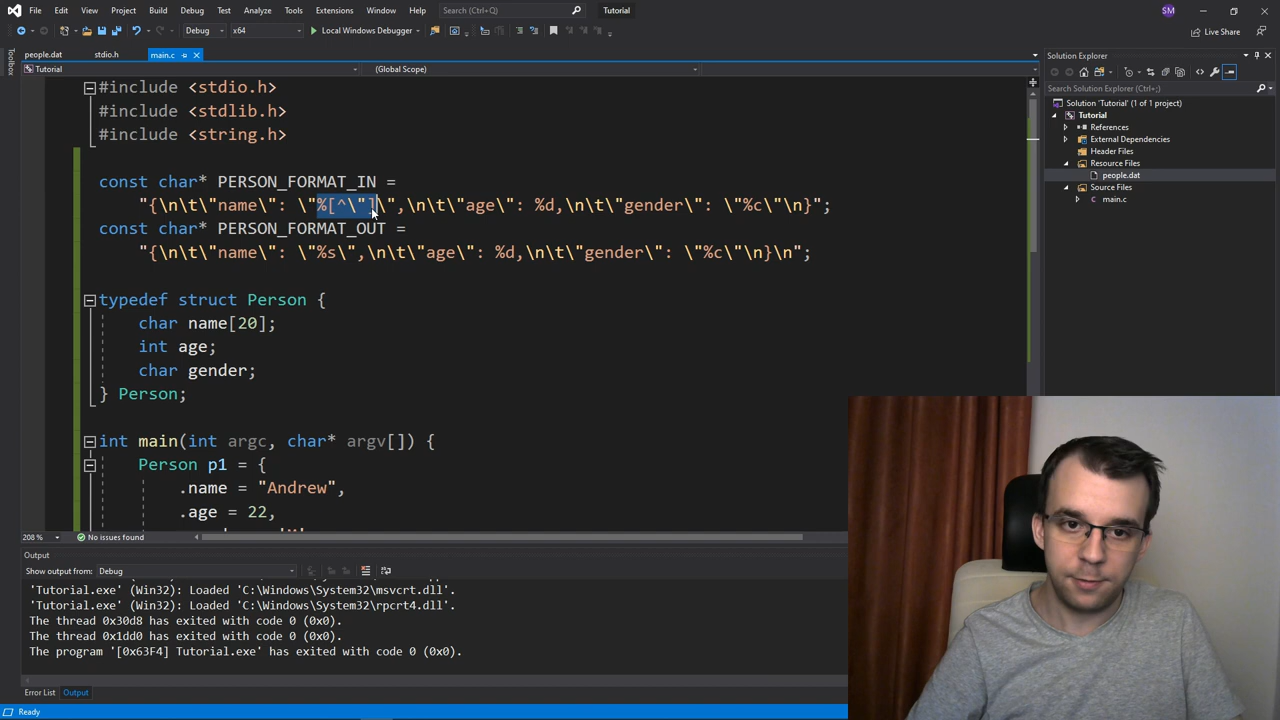 File Edit View Project Build Debug Test Analyze Tools Extensions Window Help Search (Ctrl+Q) Tutorial SM
Debug x64 Local Windows Debugger Live Share
Toolbox
people.dat stdio.h main.c
Tutorial (Global Scope)
#include <stdio.h>
#include <stdlib.h>
#include <string.h>
const char* PERSON_FORMAT_IN =
"{\n\t\"name\": \"%[^\"]\",\n\t\"age\": %d,\n\t\"gender\": \"%c\"\n}";
const char* PERSON_FORMAT_OUT =
"{\n\t\"name\": \"%s\",\n\t\"age\": %d,\n\t\"gender\": \"%c\"\n}\n";
typedef struct Person {
char name[20];
int age;
char gender;
} Person;
int main(int argc, char* argv[]) {
Person p1 = {
.name = "Andrew",
.age = 22,
208 % No issues found
Output
Show output from: Debug
'Tutorial.exe' (Win32): Loaded 'C:\Windows\System32\msvcrt.dll'.
'Tutorial.exe' (Win32): Loaded 'C:\Windows\System32\rpcrt4.dll'.
The thread 0x30d8 has exited with code 0 (0x0).
The thread 0x1dd0 has exited with code 0 (0x0).
The program '[0x63F4] Tutorial.exe' has exited with code 0 (0x0).
Error List Output
Ready
Solution Explorer
Search Solution Explorer (Ctrl+;)
Solution 'Tutorial' (1 of 1 project)
Tutorial
References
External Dependencies
Header Files
Resource Files
people.dat
Source Files
main.c